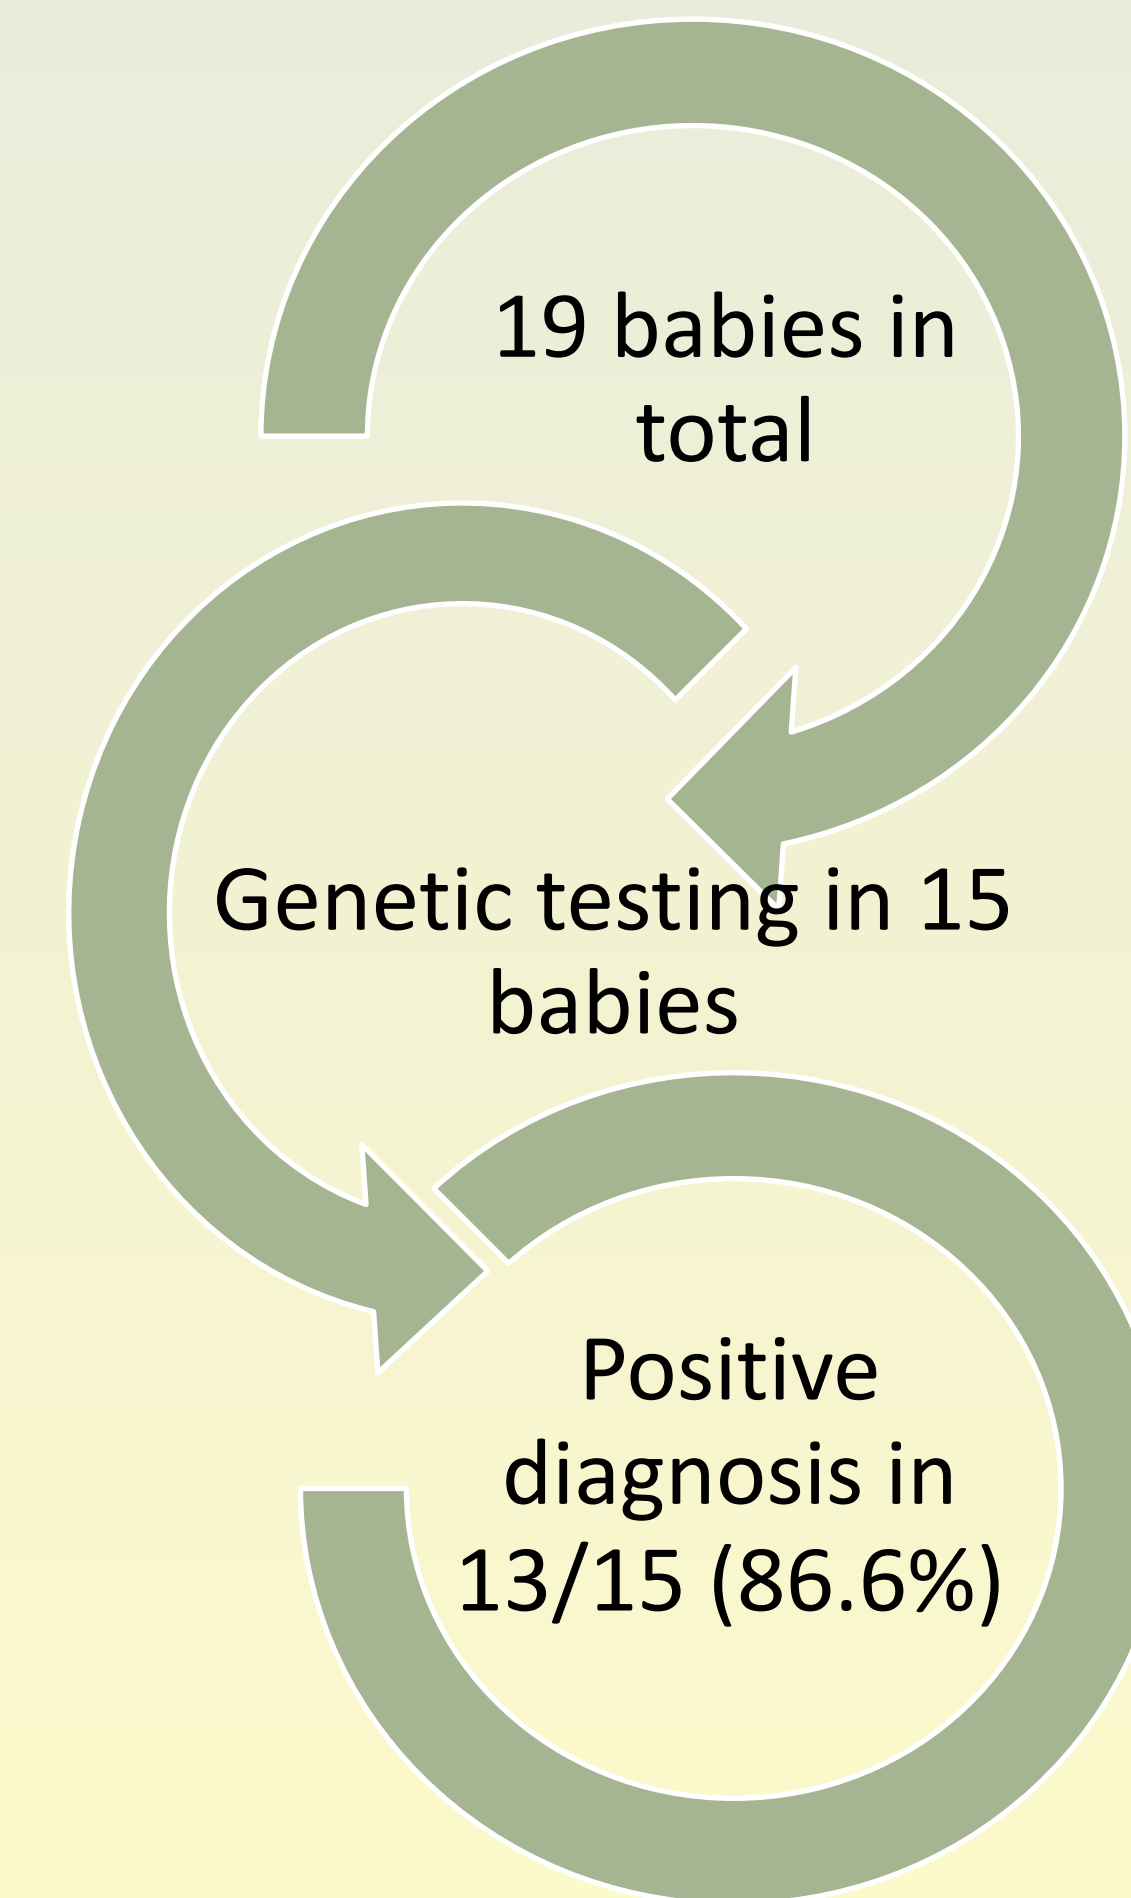 19 babies in
total
Genetic testing in 15
babies
Positive
diagnosis in
13/15 (86.6%)